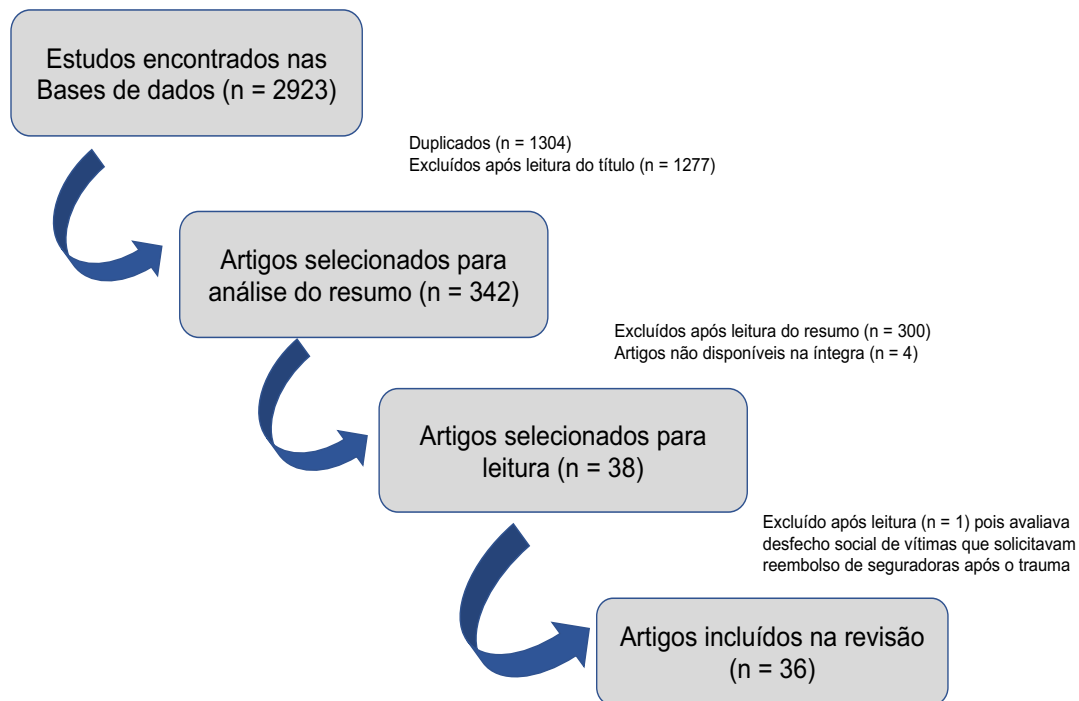 Estudos encontrados nas
Bases de dados (n = 2923)
Duplicados (n = 1304)
Excluídos após leitura do título (n = 1277)
Artigos selecionados para
análise do resumo (n = 342)
Excluídos após leitura do resumo (n = 300)
Artigos não disponíveis na íntegra (n = 4)
Artigos selecionados para
leitura (n = 38)
Excluído após leitura (n = 1) pois avaliava
desfecho social de vítimas que solicitavam
reembolso de seguradoras após o trauma
Artigos incluídos na revisão
(n = 36)